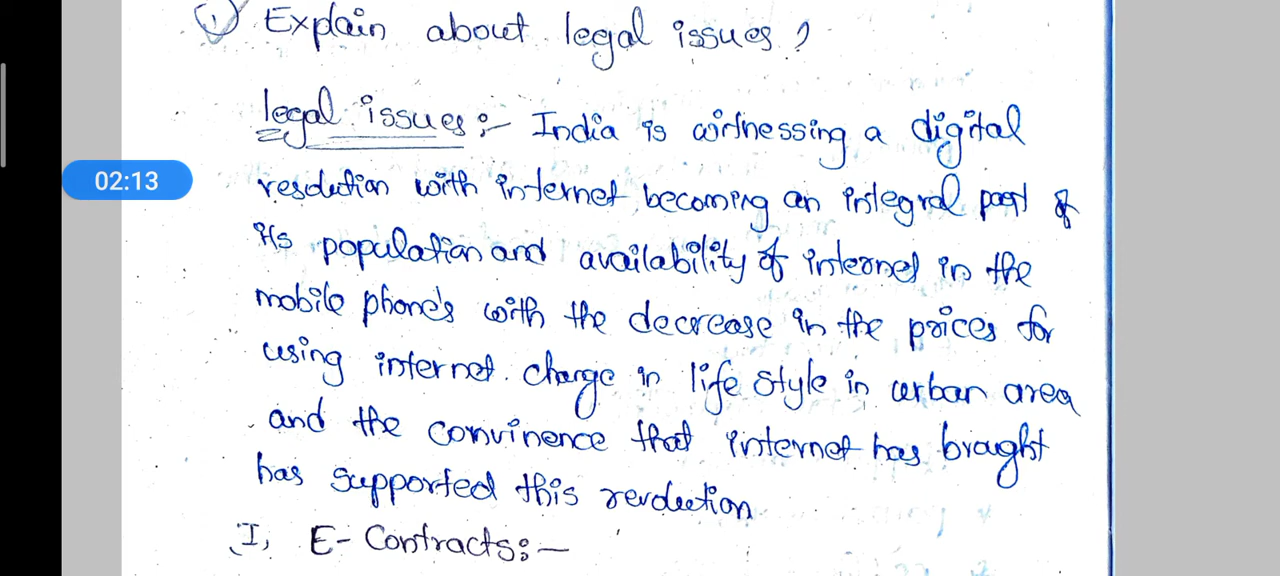 ① Explain about legal issues ?
legal issues :- India is witnessing a digital
02:13
resolution with internet becoming an integral part of
its population and availability of internet in the
mobile phone's with the decrease in the prices for
using internet. change in life style in urban area
and the convinence that internet has brought
has supported this revolution
I, E- Contracts :-